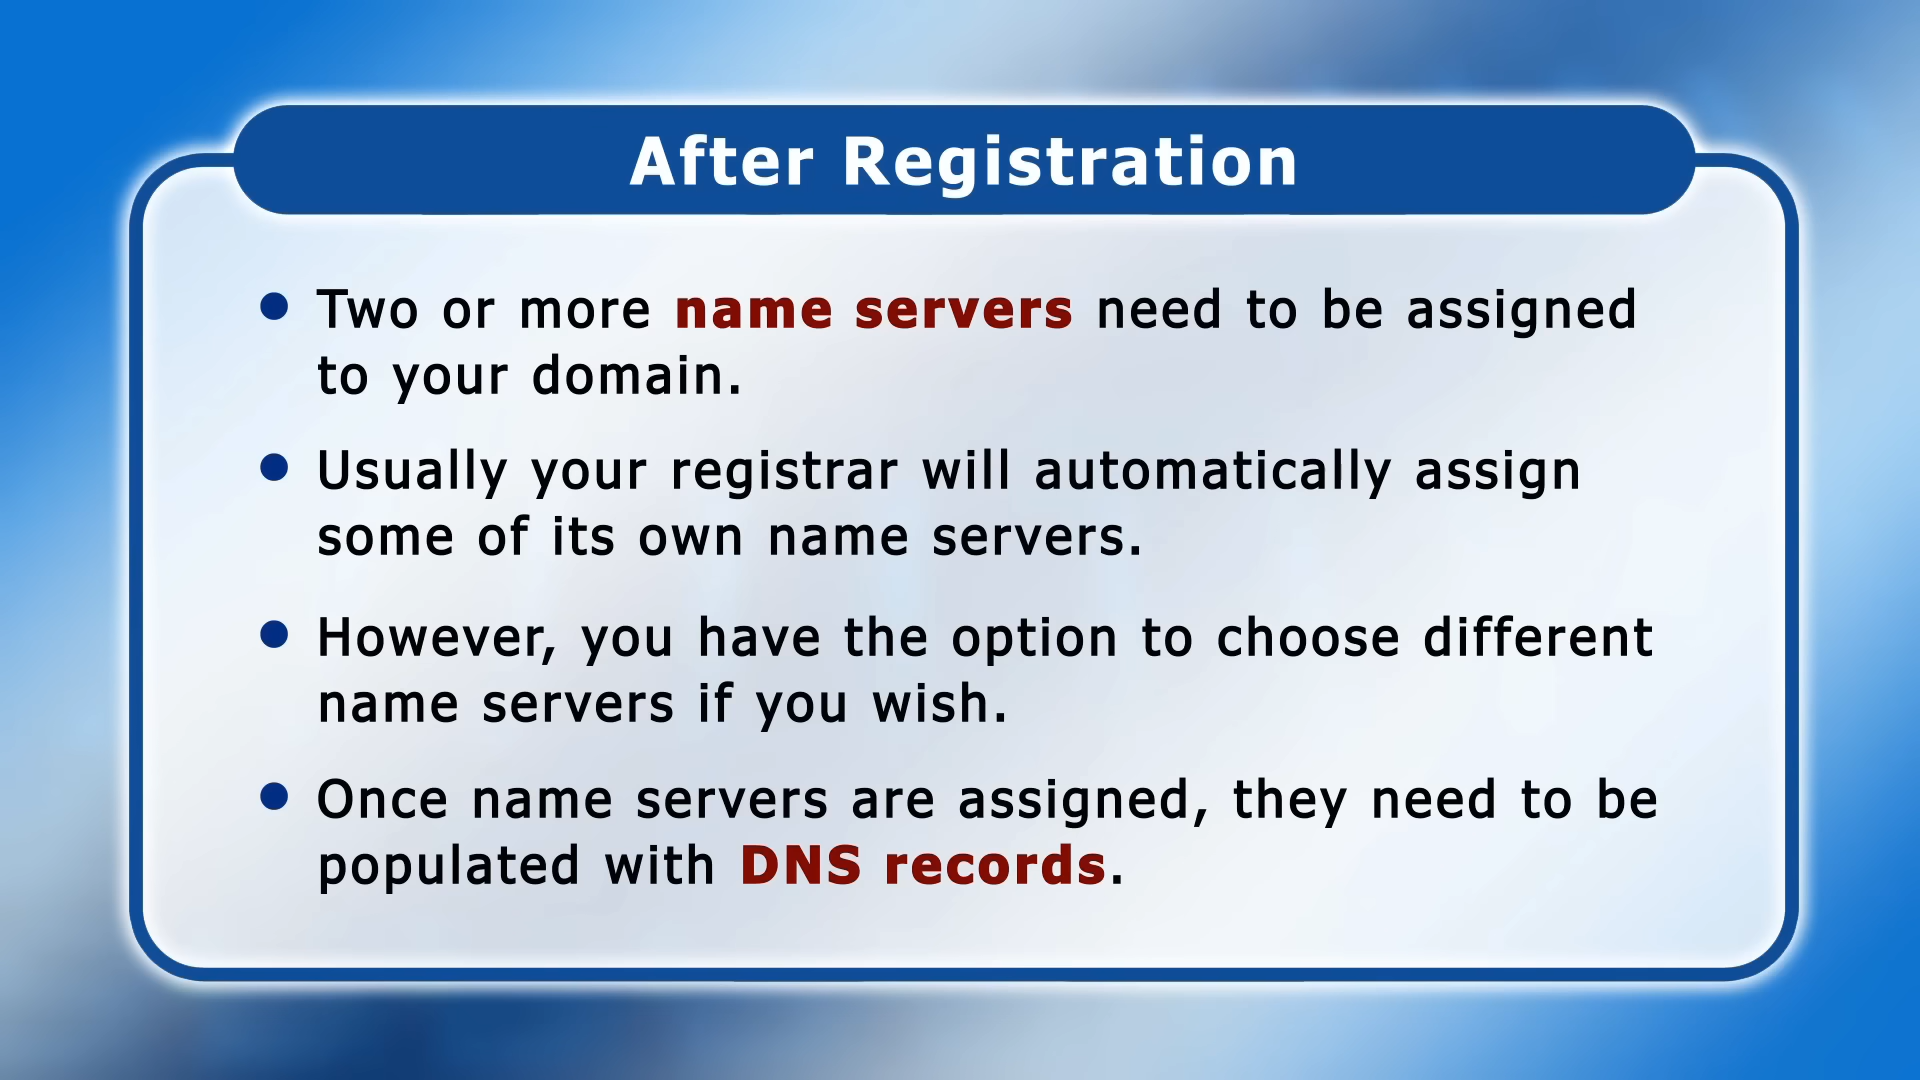 After Registration
Two or more name servers need to be assigned
to your domain.
Usually your registrar will automatically assign
some of its own name servers.
However, you have the option to choose different
name servers if you wish.
Once name servers are assigned, they need to be
populated with DNS records.